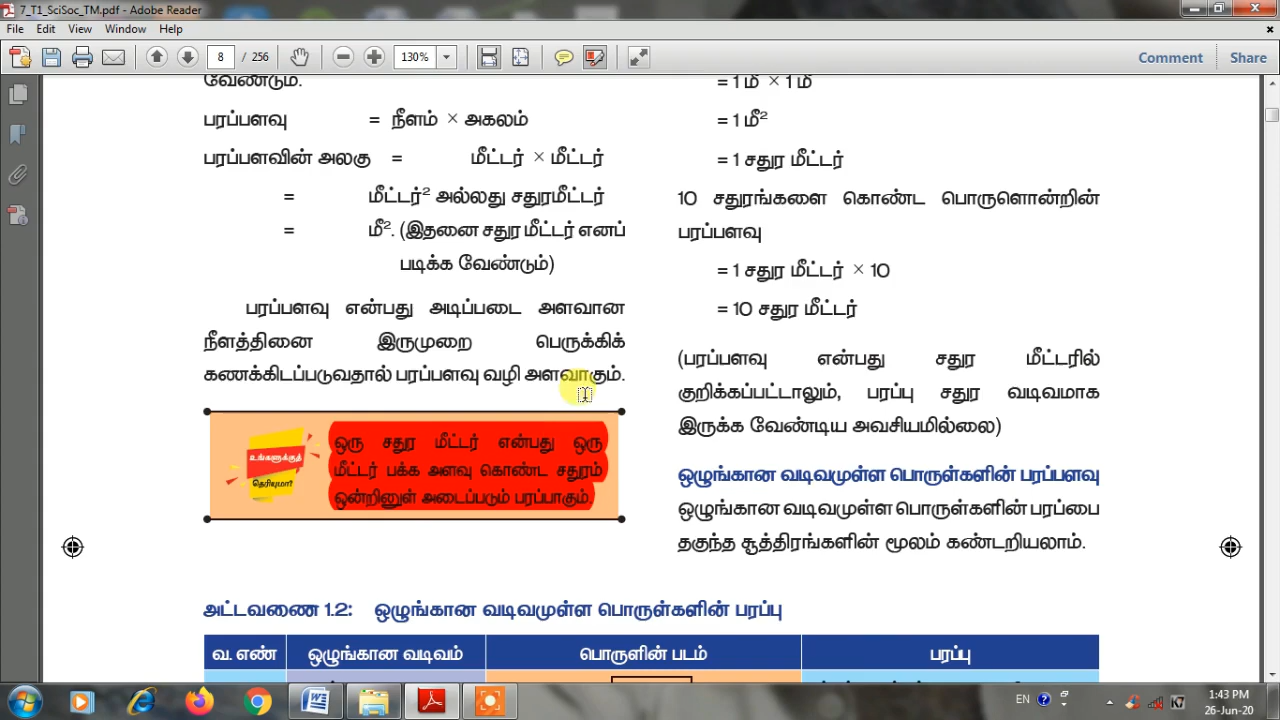 7_T1_SciSoc_TM.pdf - Adobe Reader
File Edit View Window Help
8 / 256 130% Comment Share
வேண்டும்.
பரப்பளவு = நீளம் × அகலம்
பரப்பளவின் அலகு = மீட்டர் × மீட்டர்
= மீட்டர்² அல்லது சதுரமீட்டர்
= மீ². (இதனை சதுர மீட்டர் எனப்
படிக்க வேண்டும்)
பரப்பளவு என்பது அடிப்படை அளவான
நீளத்தினை இருமுறை பெருக்கிக்
கணக்கிடப்படுவதால் பரப்பளவு வழி அளவாகும்.
உங்களுக்குத்
தெரியுமா?
ஒரு சதுர மீட்டர் என்பது ஒரு
மீட்டர் பக்க அளவு கொண்ட சதுரம்
ஒன்றினுள் அடைப்படும் பரப்பாகும்.
= 1 மீ × 1 மீ
= 1 மீ²
= 1 சதுர மீட்டர்
10 சதுரங்களை கொண்ட பொருளொன்றின்
பரப்பளவு
= 1 சதுர மீட்டர் × 10
= 10 சதுர மீட்டர்
(பரப்பளவு என்பது சதுர மீட்டரில்
குறிக்கப்பட்டாலும், பரப்பு சதுர வடிவமாக
இருக்க வேண்டிய அவசியமில்லை)
ஒழுங்கான வடிவமுள்ள பொருள்களின் பரப்பளவு
ஒழுங்கான வடிவமுள்ள பொருள்களின் பரப்பை
தகுந்த சூத்திரங்களின் மூலம் கண்டறியலாம்.
அட்டவணை 1.2: ஒழுங்கான வடிவமுள்ள பொருள்களின் பரப்பு
வ. எண் ஒழுங்கான வடிவம் பொருளின் படம் பரப்பு
EN 1:43 PM
26-Jun-20